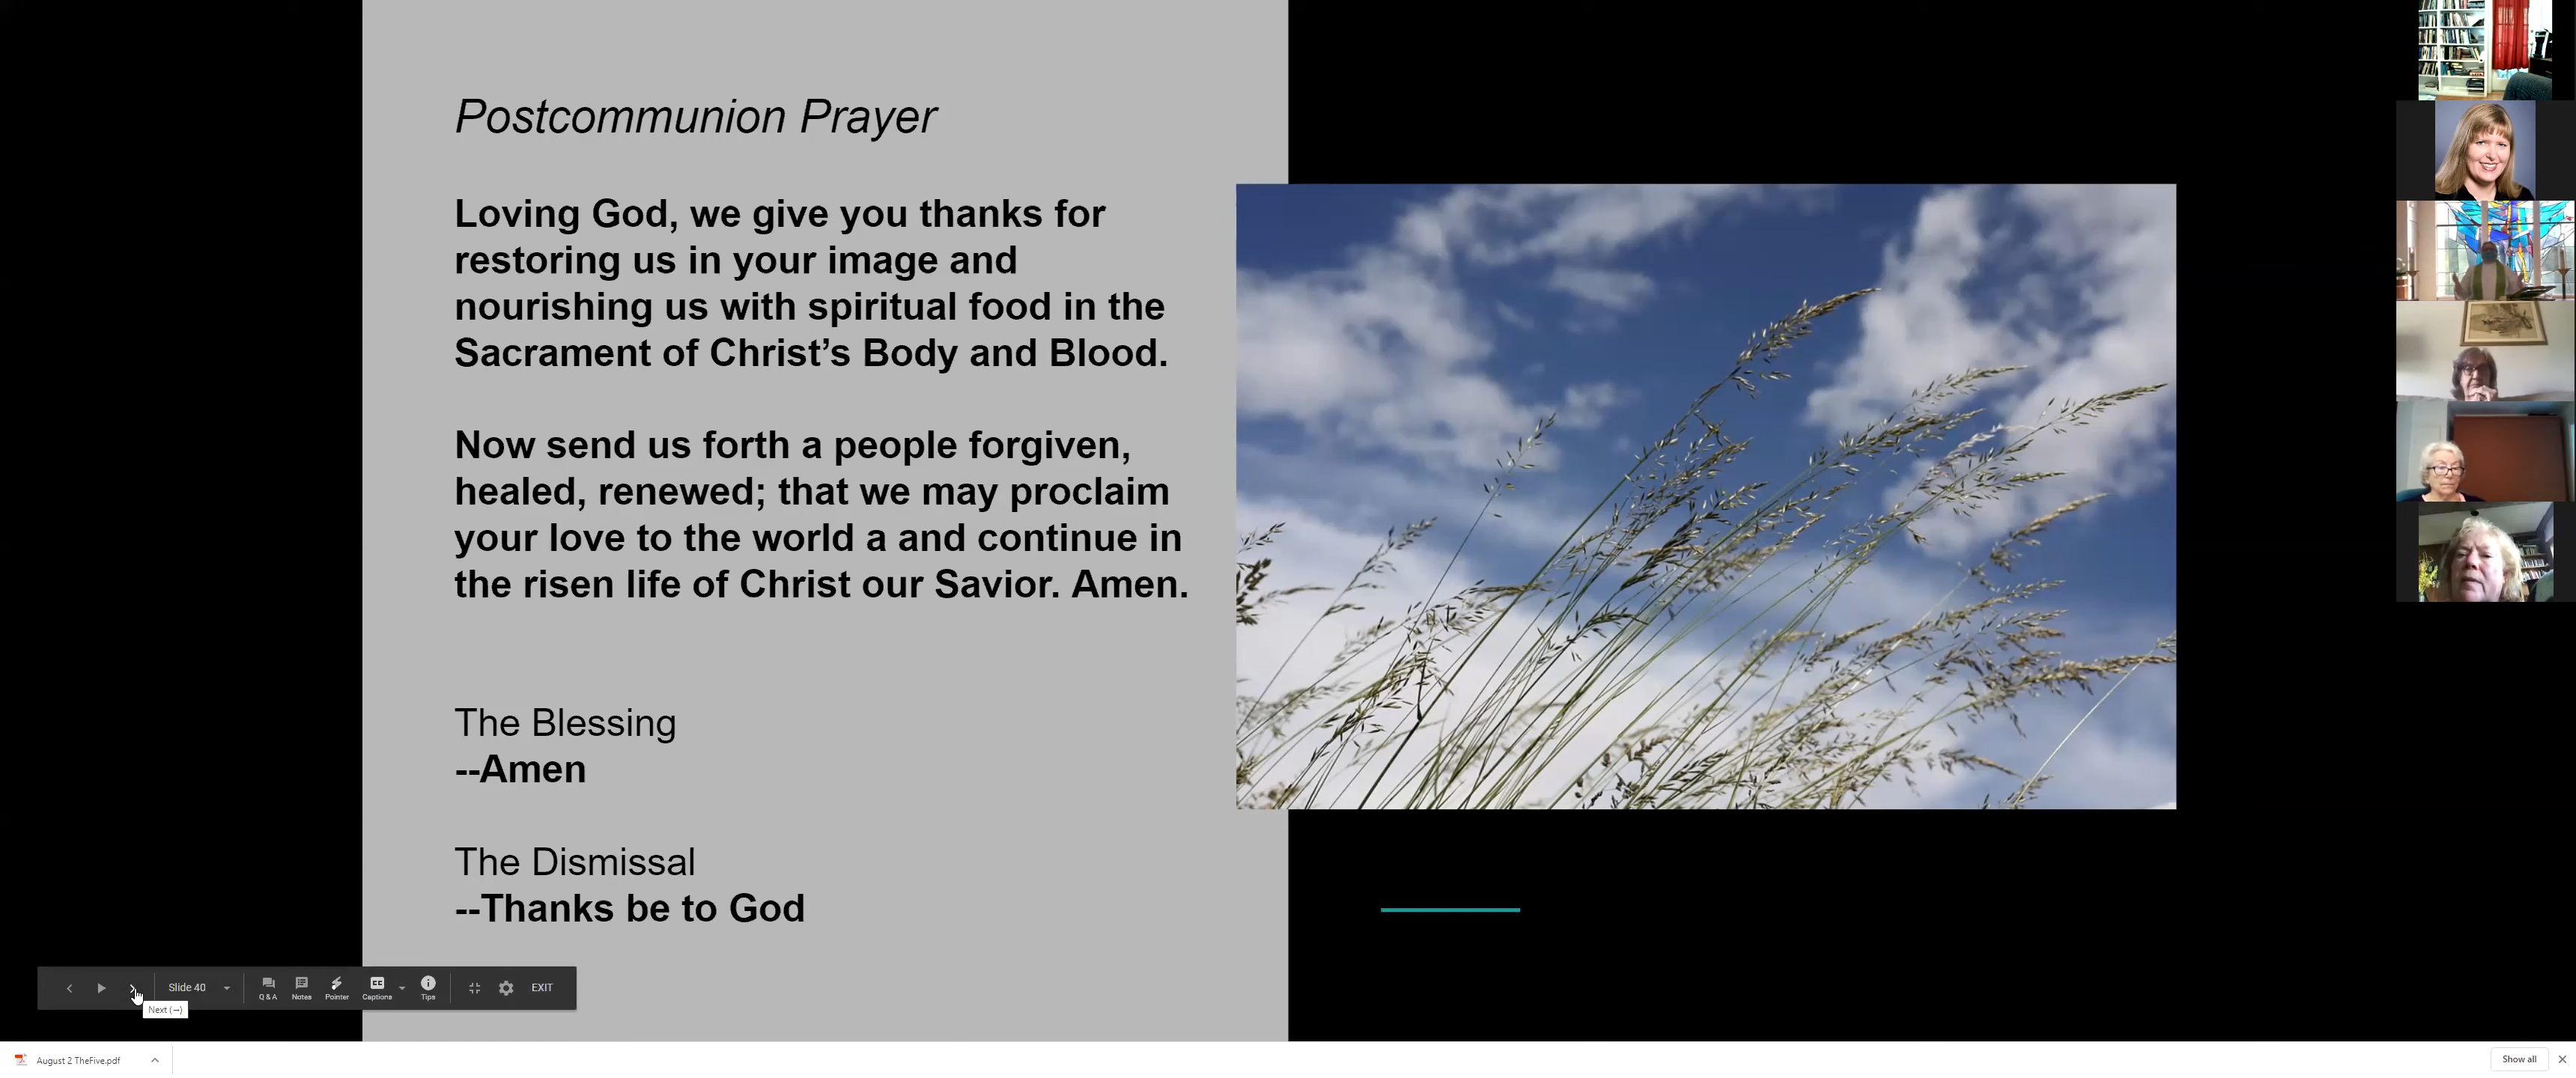 Postcommunion Prayer
Loving God, we give you thanks for
restoring us in your image and
nourishing us with spiritual food in the
Sacrament of Christ’s Body and Blood.
Now send us forth a people forgiven,
healed, renewed; that we may proclaim
your love to the world a and continue in
the risen life of Christ our Savior. Amen.
The Blessing
--Amen
The Dismissal
--Thanks be to God
Slide 40
Q & A
Notes
Pointer
CC
Captions
Tips
EXIT
Next (→)
August 2 TheFive.pdf
Show all